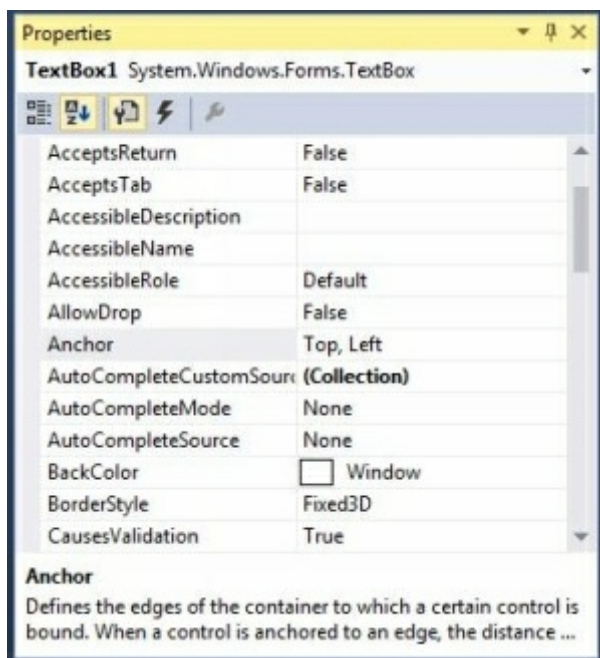 Properties
TextBox1 System.Windows.Forms.TextBox
AcceptsReturn False
AcceptsTab False
AccessibleDescription
AccessibleName
AccessibleRole Default
AllowDrop False
Anchor Top, Left
AutoCompleteCustomSourc (Collection)
AutoCompleteMode None
AutoCompleteSource None
BackColor Window
BorderStyle Fixed3D
CausesValidation True
Anchor
Defines the edges of the container to which a certain control is
bound. When a control is anchored to an edge, the distance ...